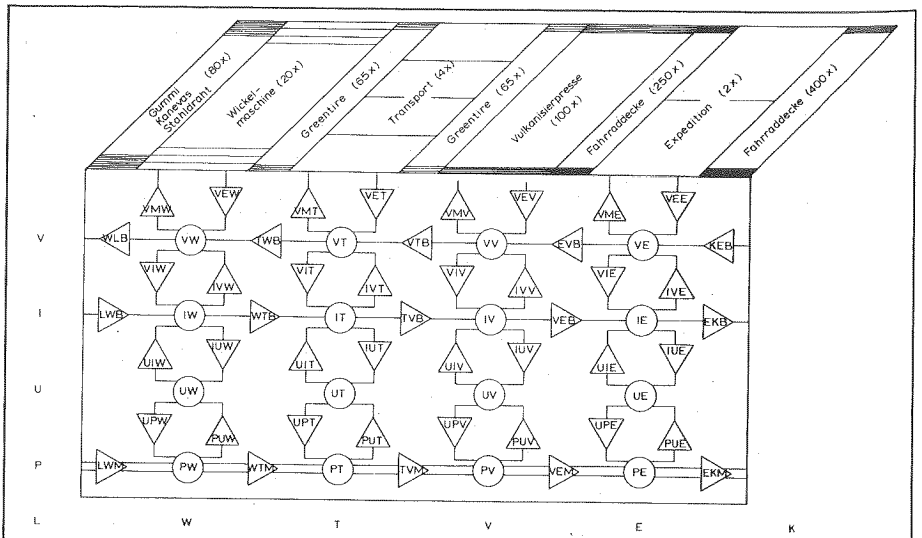 Gummi (80x)
Kanevas
Stahldraht
Wickel-
maschine (20x)
Greentire (65x)
Transport (4x)
Greentire (65x)
Vulkanisierpresse
(100x)
Fahrraddecke (250x)
Expedition (2x)
Fahrraddecke (400x)
VMW VEW VMT VET VMV VEV VME VEE
V WLB VW TWB VT VTB VV EVB VE KEB
VIW IVW VIT IVT VIV IVV VIE IVE
I LWB IW WTB IT TVB IV VEB IE EKB
UIW IUW UIT IUT UIV IUV UIE IUE
U UW UT UV UE
UPW PUW UPT PUT UPV PUV UPE PUE
P LWM PW WTM PT TVM PV VEM PE EKM
L W T V E K